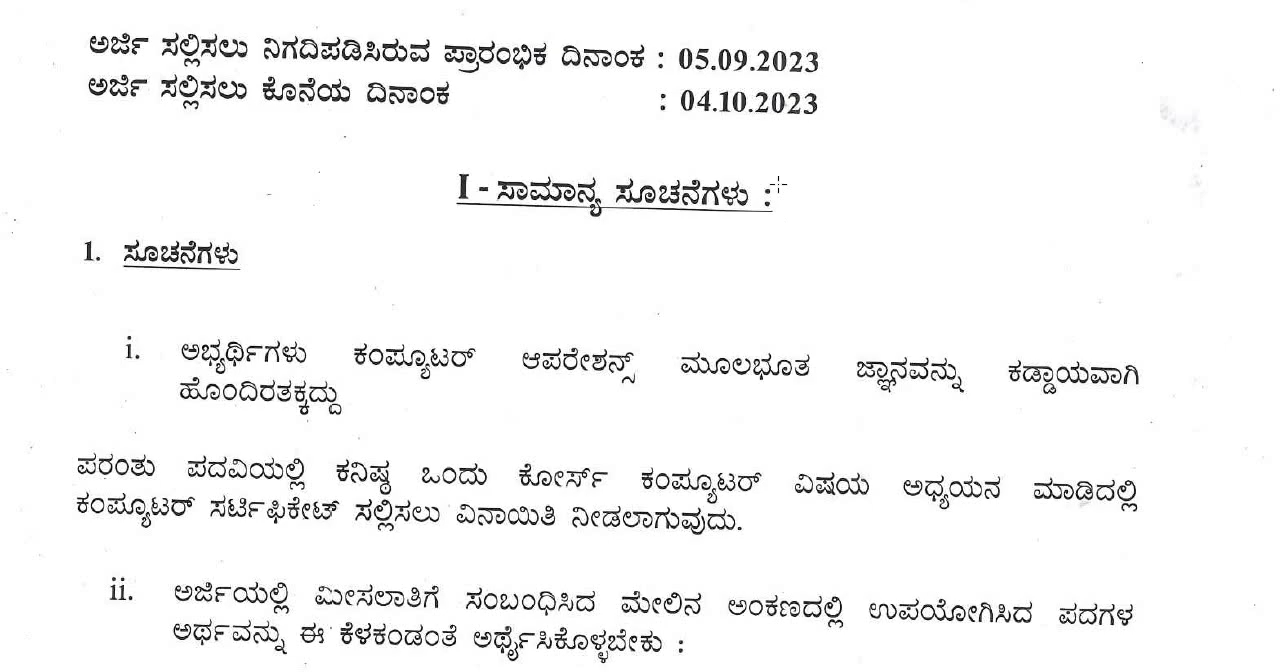 ಅರ್ಜಿ ಸಲ್ಲಿಸಲು ನಿಗದಿಪಡಿಸಿರುವ ಪ್ರಾರಂಭಿಕ ದಿನಾಂಕ : 05.09.2023
ಅರ್ಜಿ ಸಲ್ಲಿಸಲು ಕೊನೆಯ ದಿನಾಂಕ : 04.10.2023
I - ಸಾಮಾನ್ಯ ಸೂಚನೆಗಳು :
1. ಸೂಚನೆಗಳು
i. ಅಭ್ಯರ್ಥಿಗಳು ಕಂಪ್ಯೂಟರ್ ಆಪರೇಶನ್ಸ್ ಮೂಲಭೂತ ಜ್ಞಾನವನ್ನು ಕಡ್ಡಾಯವಾಗಿ
ಹೊಂದಿರತಕ್ಕದ್ದು
ಪರಂತು ಪದವಿಯಲ್ಲಿ ಕನಿಷ್ಠ ಒಂದು ಕೋರ್ಸ್ ಕಂಪ್ಯೂಟರ್ ವಿಷಯ ಅಧ್ಯಯನ ಮಾಡಿದಲ್ಲಿ
ಕಂಪ್ಯೂಟರ್ ಸರ್ಟಿಫಿಕೇಟ್ ಸಲ್ಲಿಸಲು ವಿನಾಯಿತಿ ನೀಡಲಾಗುವುದು.
ii. ಅರ್ಜಿಯಲ್ಲಿ ಮೀಸಲಾತಿಗೆ ಸಂಬಂಧಿಸಿದ ಮೇಲಿನ ಅಂಕಣದಲ್ಲಿ ಉಪಯೋಗಿಸಿದ ಪದಗಳ
ಅರ್ಥವನ್ನು ಈ ಕೆಳಕಂಡಂತೆ ಅರ್ಥೈಸಿಕೊಳ್ಳಬೇಕು :